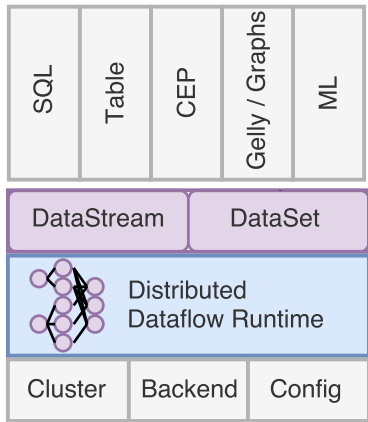 SQL
Table
CEP
Gelly / Graphs
ML
DataStream
DataSet
Distributed
Dataflow Runtime
Cluster
Backend
Config